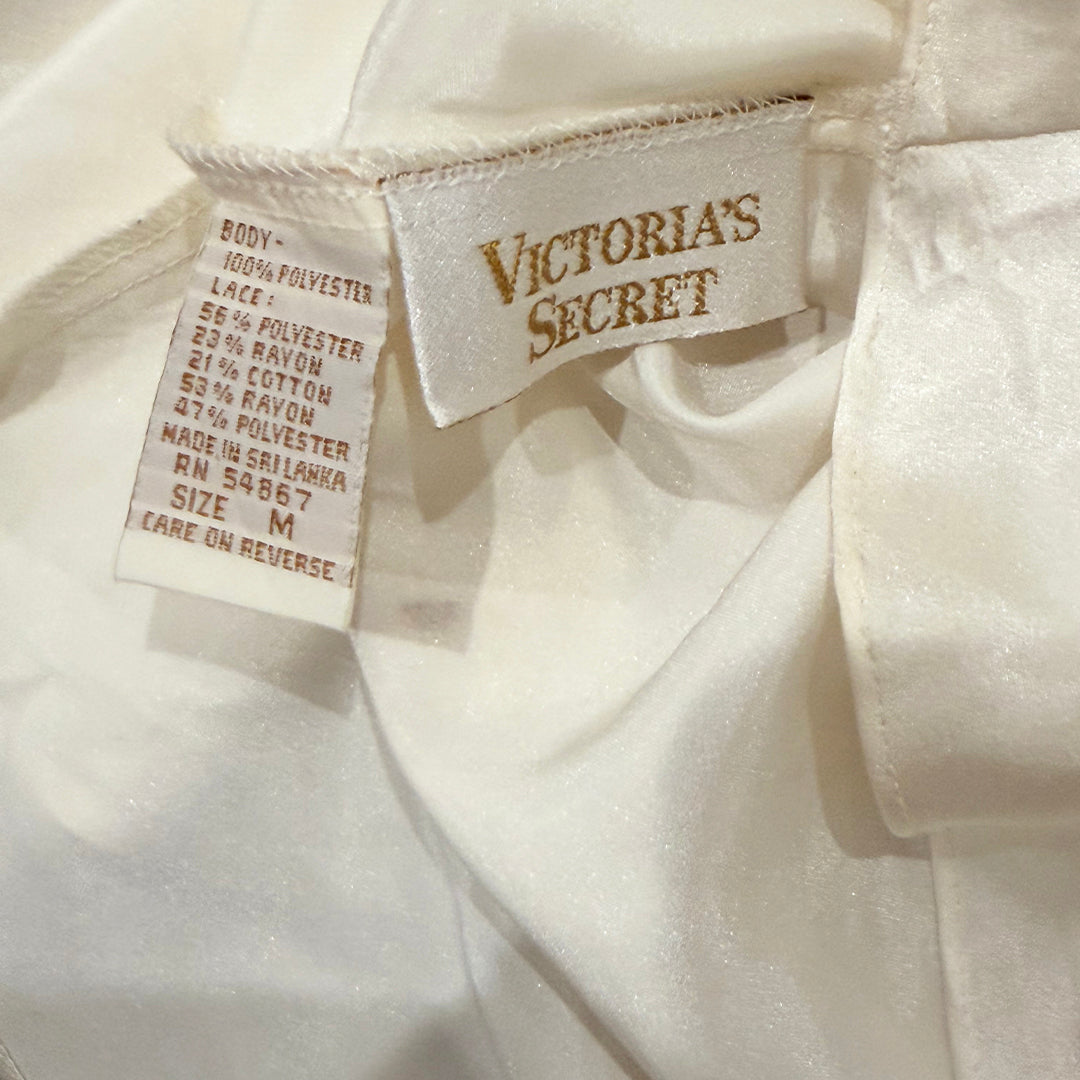 BODY-
100% POLYESTER
LACE:
56% POLYESTER
23% RAYON
21% COTTON
53% RAYON
47% POLYESTER
MADE IN SRI LANKA
RN 54867
SIZE M
CARE ON REVERSE
VICTORIA'S
SECRET